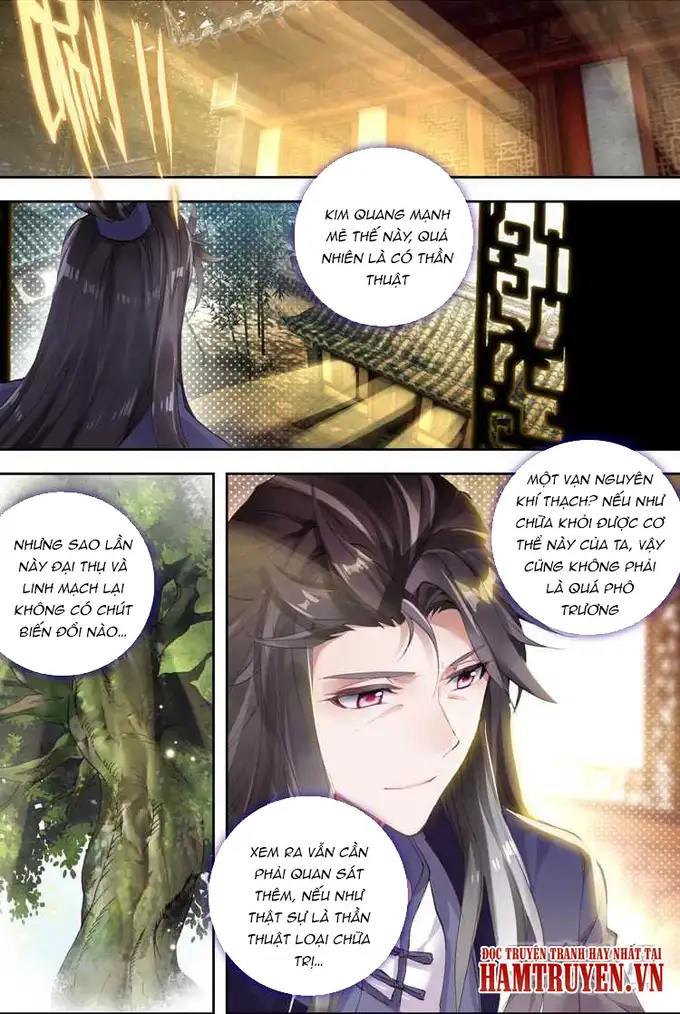 KIM QUANG MẠNH
MẼ THẾ NÀY, QUẢ
NHIÊN LÀ CÓ THẦN
THUẬT
NHƯNG SAO LẦN
NÀY ĐẠI THỤ VÀ
LINH MẠCH LẠI
KHÔNG CÓ CHÚT
BIẾN ĐỔI NÀO...
MỘT VẠN NGUYÊN
KHÍ THẠCH? NẾU NHƯ
CHỮA KHỎI ĐƯỢC CƠ
THỂ NÀY CỦA TA, VẬY
CŨNG KHÔNG PHẢI
LÀ QUÁ PHÔ
TRƯƠNG
XEM RA VẪN CẦN
PHẢI QUAN SÁT
THÊM, NẾU NHƯ
THẬT SỰ LÀ THẦN
THUẬT LOẠI CHỮA
TRỊ...
ĐỌC TRUYỆN TRANH HAY NHẤT TẠI
HAMTRUYEN.VN